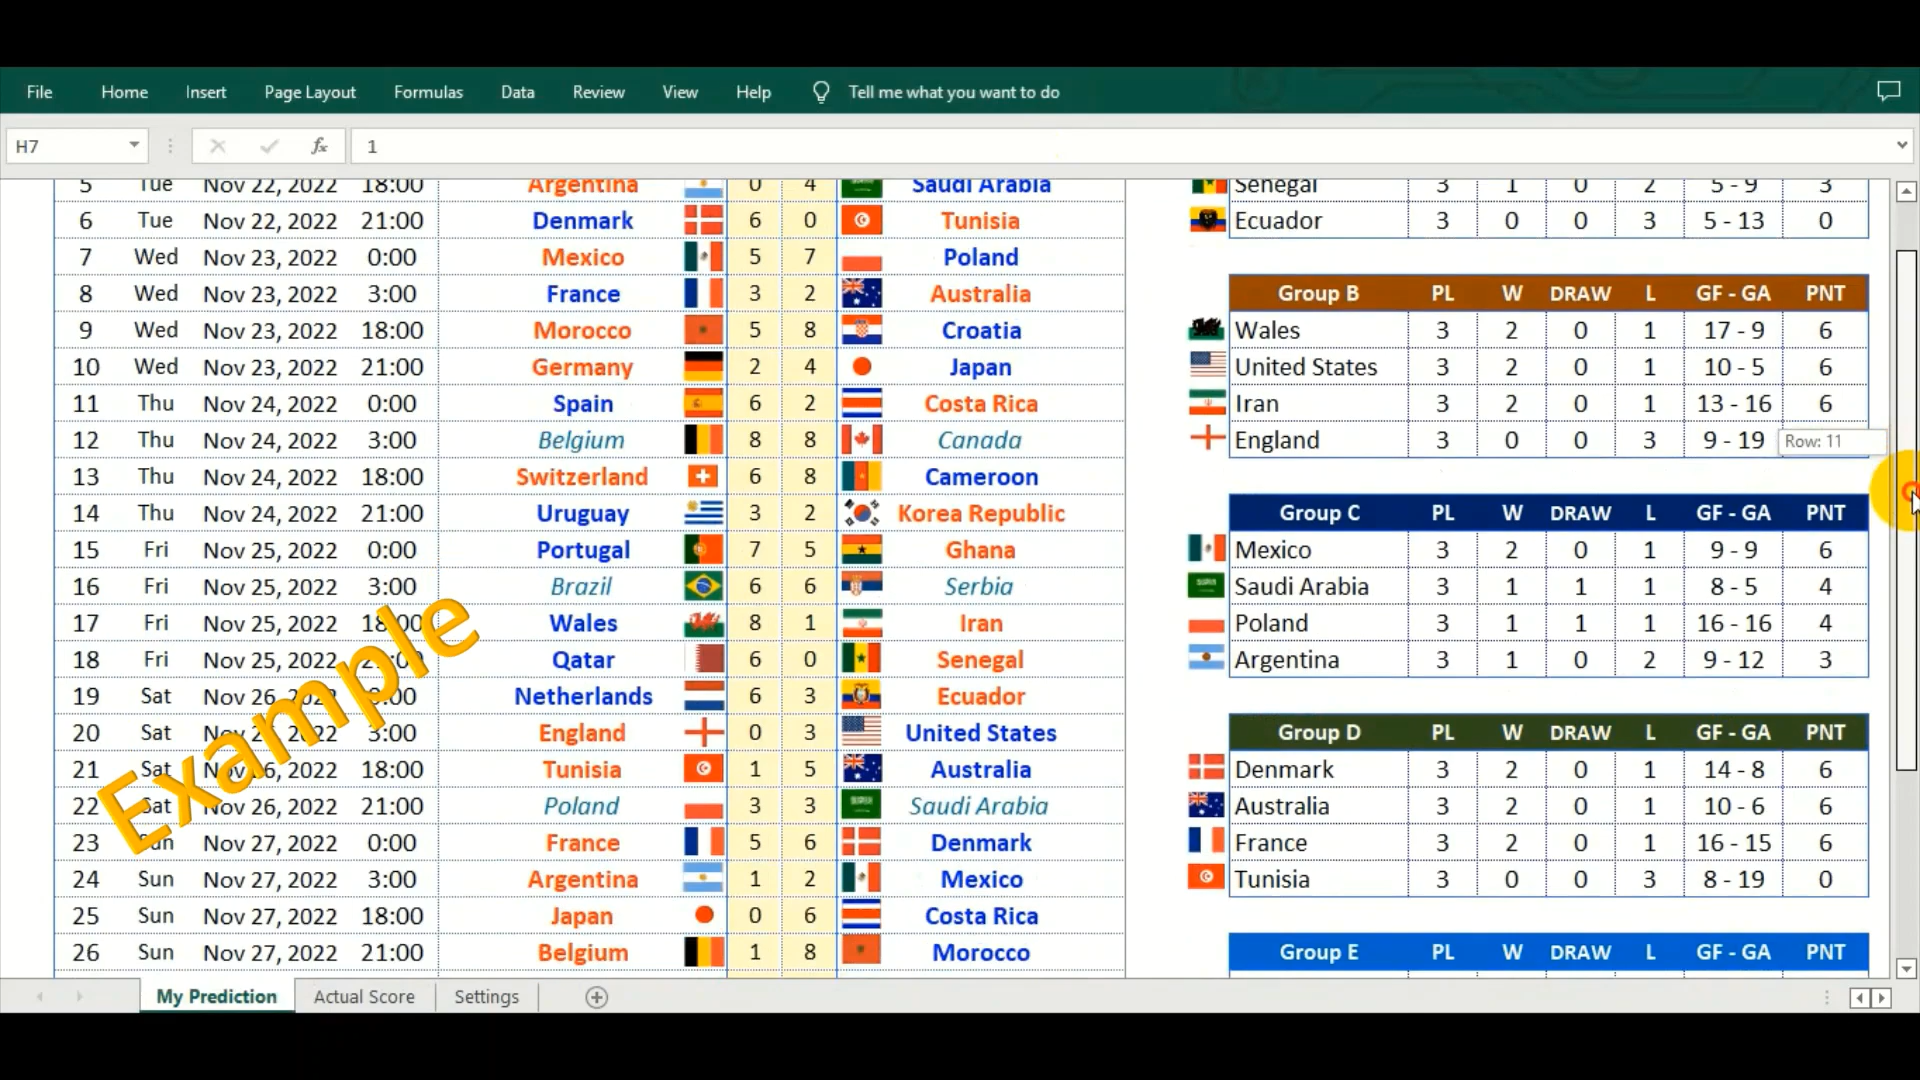 File Home Insert Page Layout Formulas Data Review View Help Tell me what you want to do
H7 fx 1
5 Tue Nov 22, 2022 18:00 Argentina 0 4 Saudi Arabia
6 Tue Nov 22, 2022 21:00 Denmark 6 0 Tunisia
7 Wed Nov 23, 2022 0:00 Mexico 5 7 Poland
8 Wed Nov 23, 2022 3:00 France 3 2 Australia
9 Wed Nov 23, 2022 18:00 Morocco 5 8 Croatia
10 Wed Nov 23, 2022 21:00 Germany 2 4 Japan
11 Thu Nov 24, 2022 0:00 Spain 6 2 Costa Rica
12 Thu Nov 24, 2022 3:00 Belgium 8 8 Canada
13 Thu Nov 24, 2022 18:00 Switzerland 6 8 Cameroon
14 Thu Nov 24, 2022 21:00 Uruguay 3 2 Korea Republic
15 Fri Nov 25, 2022 0:00 Portugal 7 5 Ghana
16 Fri Nov 25, 2022 3:00 Brazil 6 6 Serbia
17 Fri Nov 25, 2022 18:00 Wales 8 1 Iran
18 Fri Nov 25, 2022 21:00 Qatar 6 0 Senegal
19 Sat Nov 26, 2022 0:00 Netherlands 6 3 Ecuador
20 Sat Nov 26, 2022 3:00 England 0 3 United States
21 Sat Nov 26, 2022 18:00 Tunisia 1 5 Australia
22 Sat Nov 26, 2022 21:00 Poland 3 3 Saudi Arabia
23 Sun Nov 27, 2022 0:00 France 5 6 Denmark
24 Sun Nov 27, 2022 3:00 Argentina 1 2 Mexico
25 Sun Nov 27, 2022 18:00 Japan 0 6 Costa Rica
26 Sun Nov 27, 2022 21:00 Belgium 1 8 Morocco
Example
Senegal 3 1 0 2 5 - 9 3
Ecuador 3 0 0 3 5 - 13 0
Group B PL W DRAW L GF - GA PNT
Wales 3 2 0 1 17 - 9 6
United States 3 2 0 1 10 - 5 6
Iran 3 2 0 1 13 - 16 6
England 3 0 0 3 9 - 19
Row: 11
Group C PL W DRAW L GF - GA PNT
Mexico 3 2 0 1 9 - 9 6
Saudi Arabia 3 1 1 1 8 - 5 4
Poland 3 1 1 1 16 - 16 4
Argentina 3 1 0 2 9 - 12 3
Group D PL W DRAW L GF - GA PNT
Denmark 3 2 0 1 14 - 8 6
Australia 3 2 0 1 10 - 6 6
France 3 2 0 1 16 - 15 6
Tunisia 3 0 0 3 8 - 19 0
Group E PL W DRAW L GF - GA PNT
My Prediction Actual Score Settings